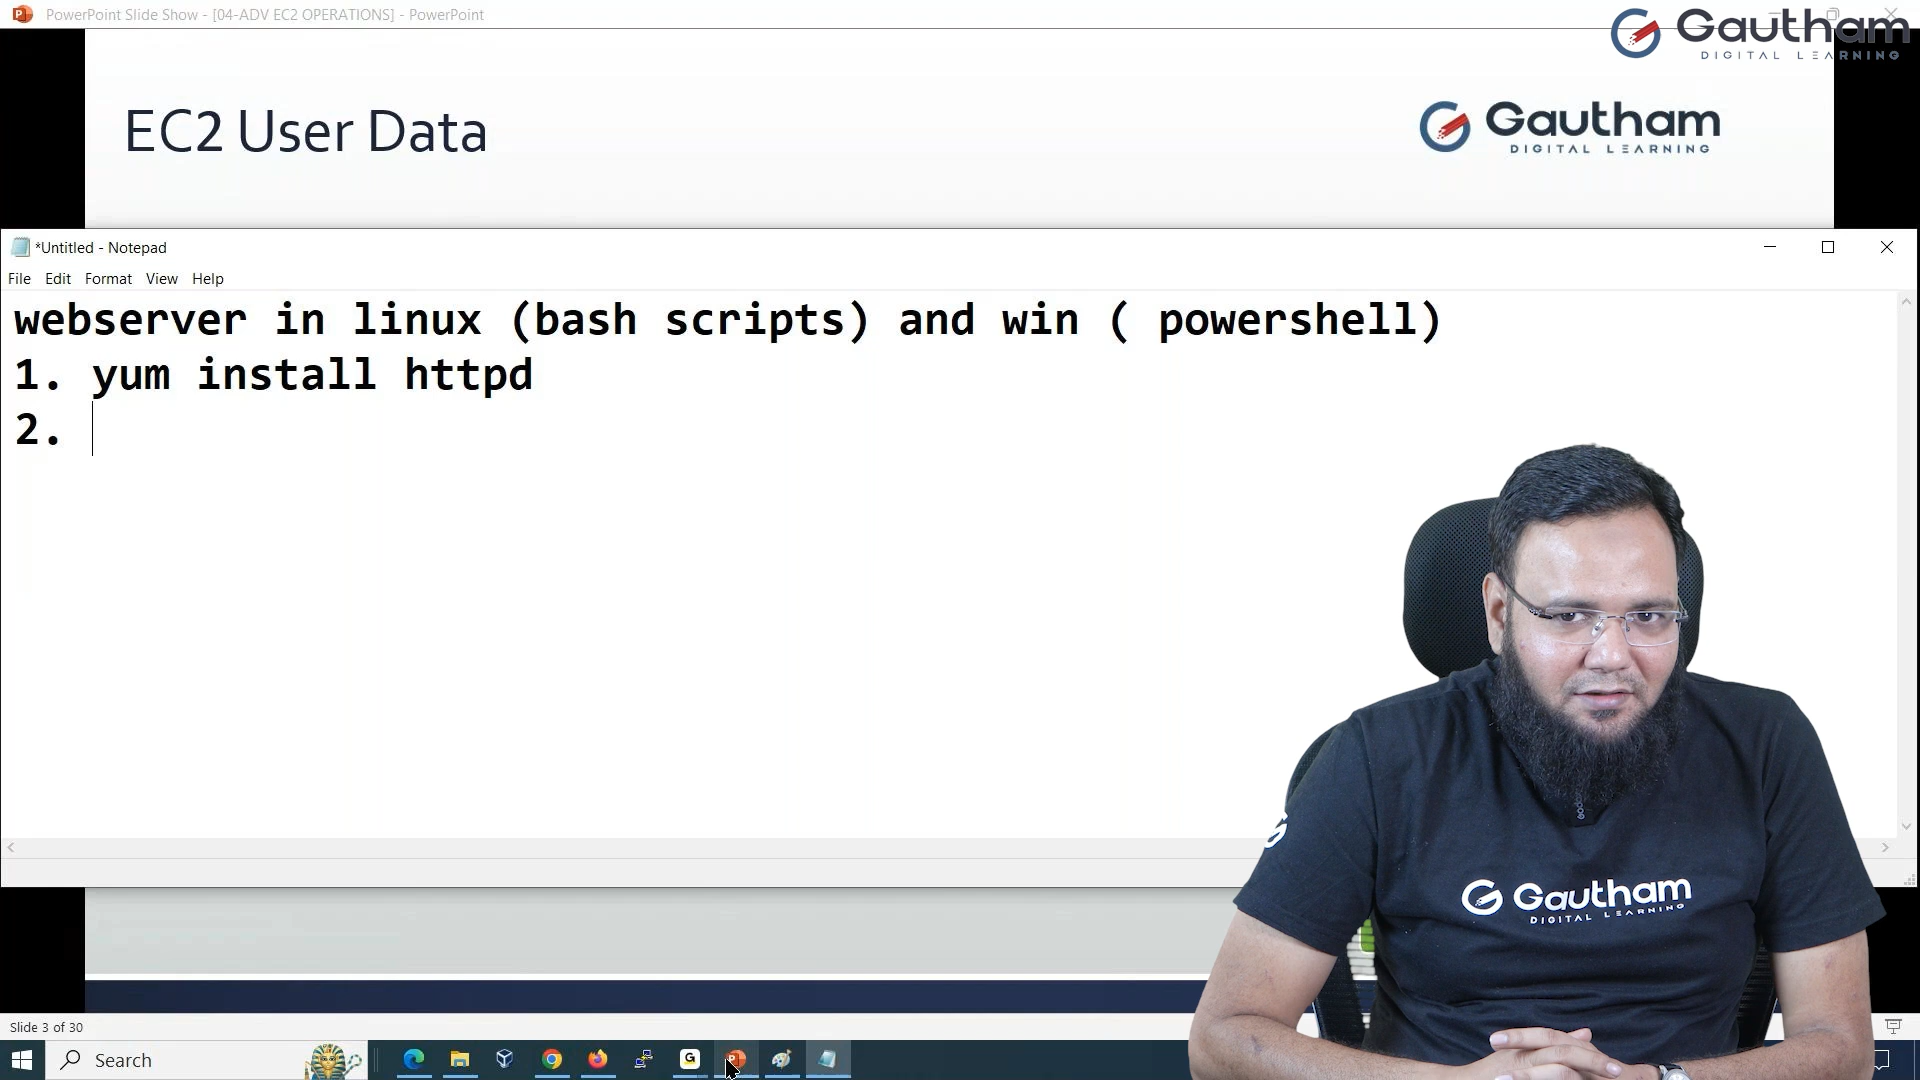 PowerPoint Slide Show - [04-ADV EC2 OPERATIONS] - PowerPoint
Gautham
DIGITAL LEARNING
EC2 User Data
Gautham
DIGITAL LEARNING
*Untitled - Notepad
File Edit Format View Help
webserver in linux (bash scripts) and win ( powershell)
1. yum install httpd
2.
Gautham
DIGITAL LEARNING
Slide 3 of 30
Search